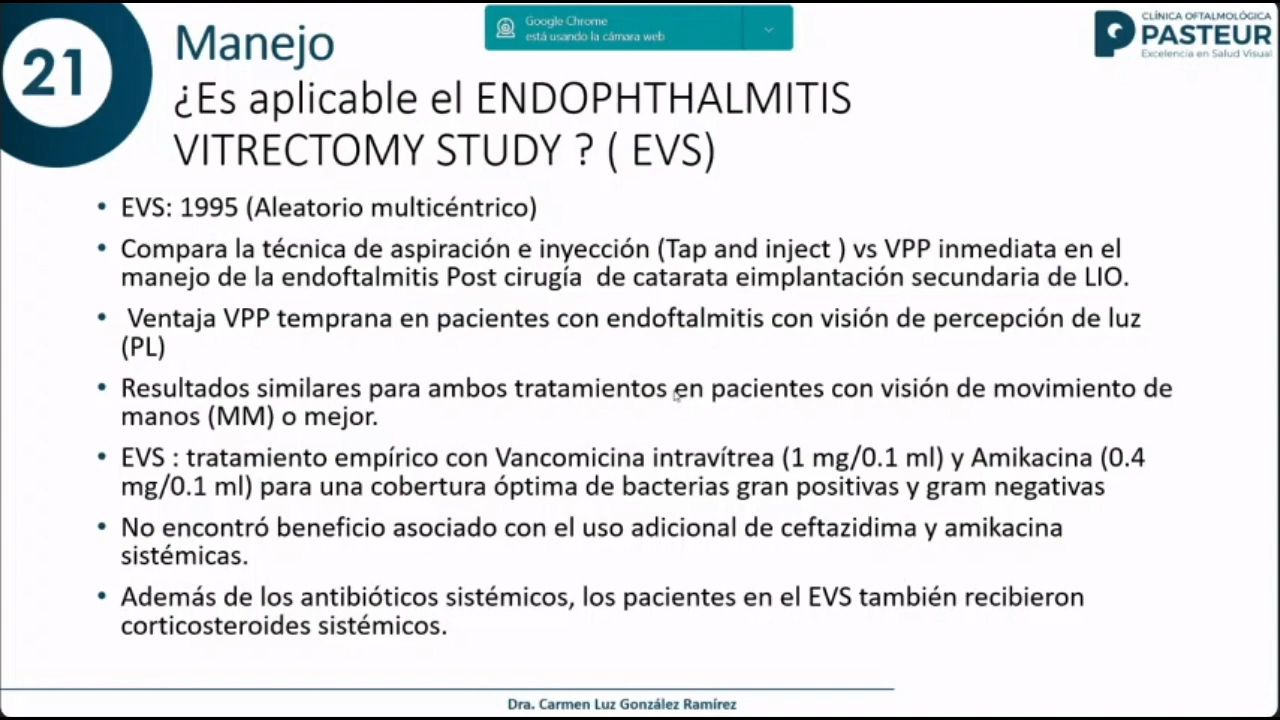 21
Manejo
Google Chrome
está usando la cámara web
CLÍNICA OFTALMOLÓGICA
PASTEUR
Excelencia en Salud Visual
¿Es aplicable el ENDOPHTHALMITIS
VITRECTOMY STUDY ? ( EVS)
• EVS: 1995 (Aleatorio multicéntrico)
• Compara la técnica de aspiración e inyección (Tap and inject ) vs VPP inmediata en el
manejo de la endoftalmitis Post cirugía  de catarata eimplantación secundaria de LIO.
• Ventaja VPP temprana en pacientes con endoftalmitis con visión de percepción de luz
(PL)
• Resultados similares para ambos tratamientos en pacientes con visión de movimiento de
manos (MM) o mejor.
• EVS : tratamiento empírico con Vancomicina intravítrea (1 mg/0.1 ml) y Amikacina (0.4
mg/0.1 ml) para una cobertura óptima de bacterias gran positivas y gram negativas
• No encontró beneficio asociado con el uso adicional de ceftazidima y amikacina
sistémicas.
• Además de los antibióticos sistémicos, los pacientes en el EVS también recibieron
corticosteroides sistémicos.
Dra. Carmen Luz González Ramírez